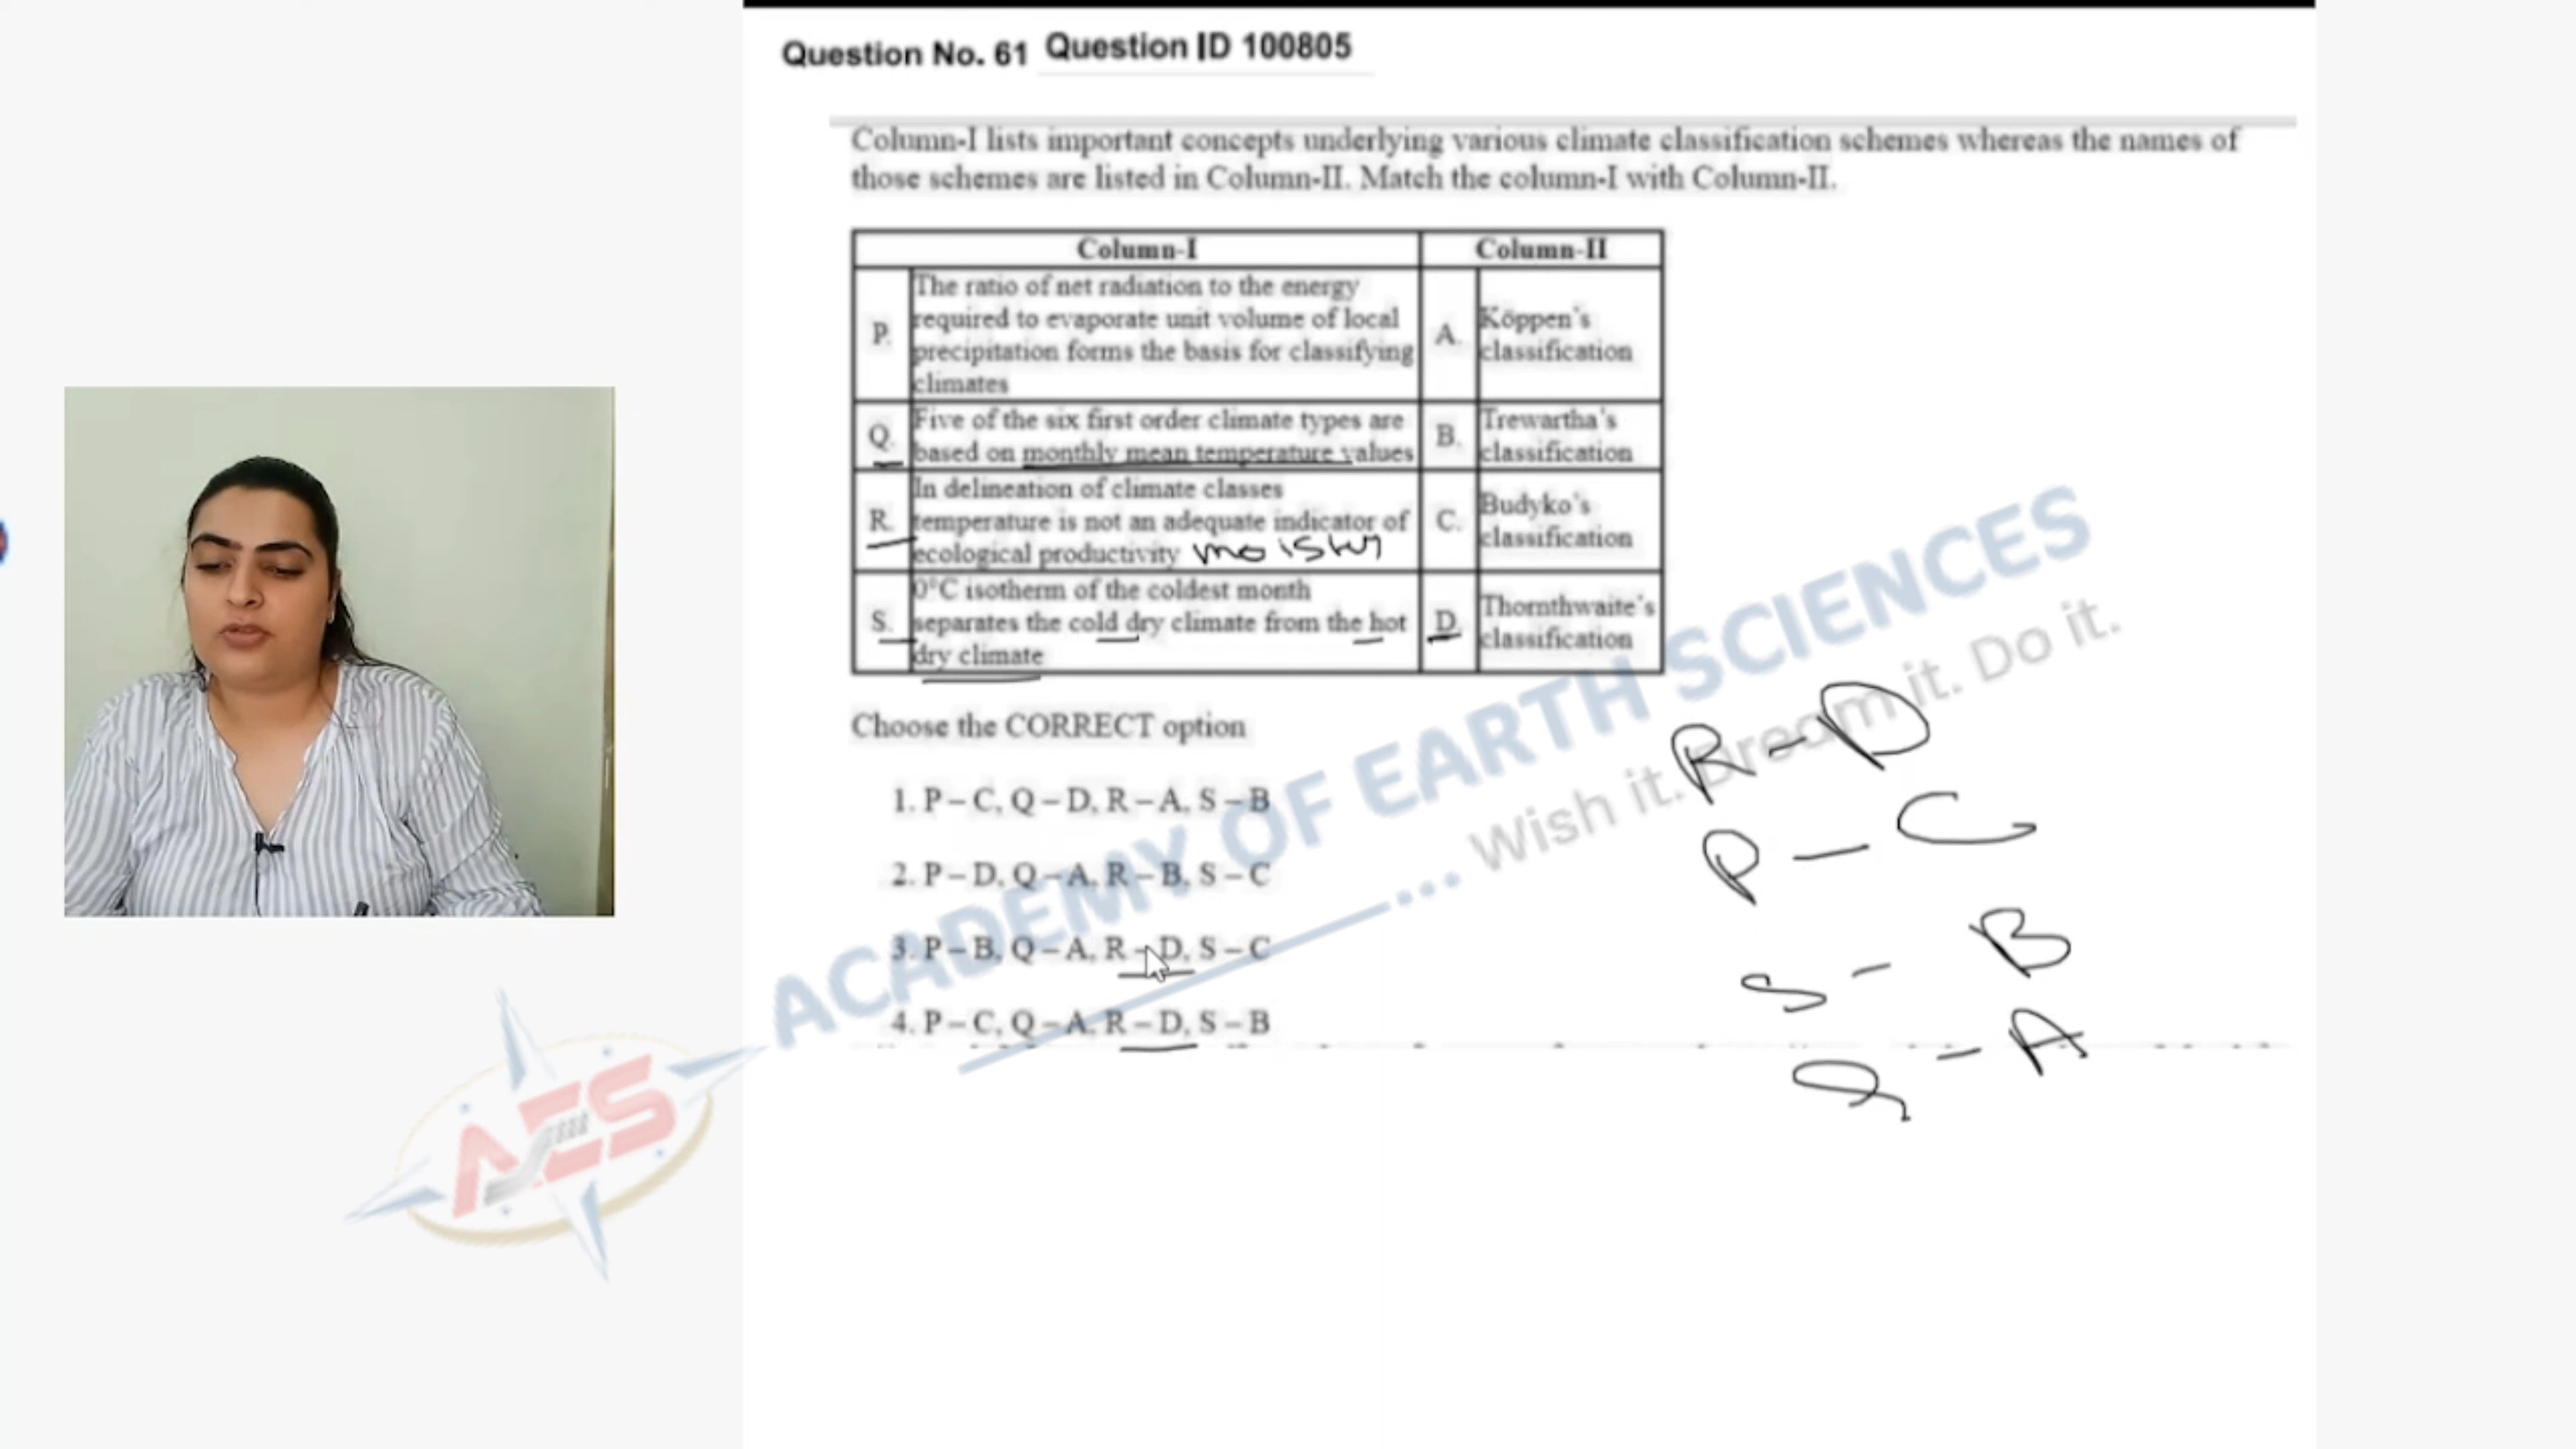 Question No. 61 Question ID 100805
Column-I lists important concepts underlying various climate classification schemes whereas the names of
those schemes are listed in Column-II. Match the column-I with Column-II.
Column-I Column-II
P. The ratio of net radiation to the energy
required to evaporate unit volume of local
precipitation forms the basis for classifying
climates
A. Köppen's
classification
Q. Five of the six first order climate types are
based on monthly mean temperature values
B. Trewartha's
classification
R. In delineation of climate classes
temperature is not an adequate indicator of
ecological productivity
C. Budyko's
classification
S. 0°C isotherm of the coldest month
separates the cold dry climate from the hot
dry climate
D. Thornthwaite's
classification
Choose the CORRECT option
1. P – C, Q – D, R – A, S – B
2. P – D, Q – A, R – B, S – C
3. P – B, Q – A, R – D, S – C
4. P – C, Q – A, R – D, S – B
R – D
P – C
S – B
Q – A
ACADEMY OF EARTH SCIENCES
... Wish it. Dream it. Do it.
AES